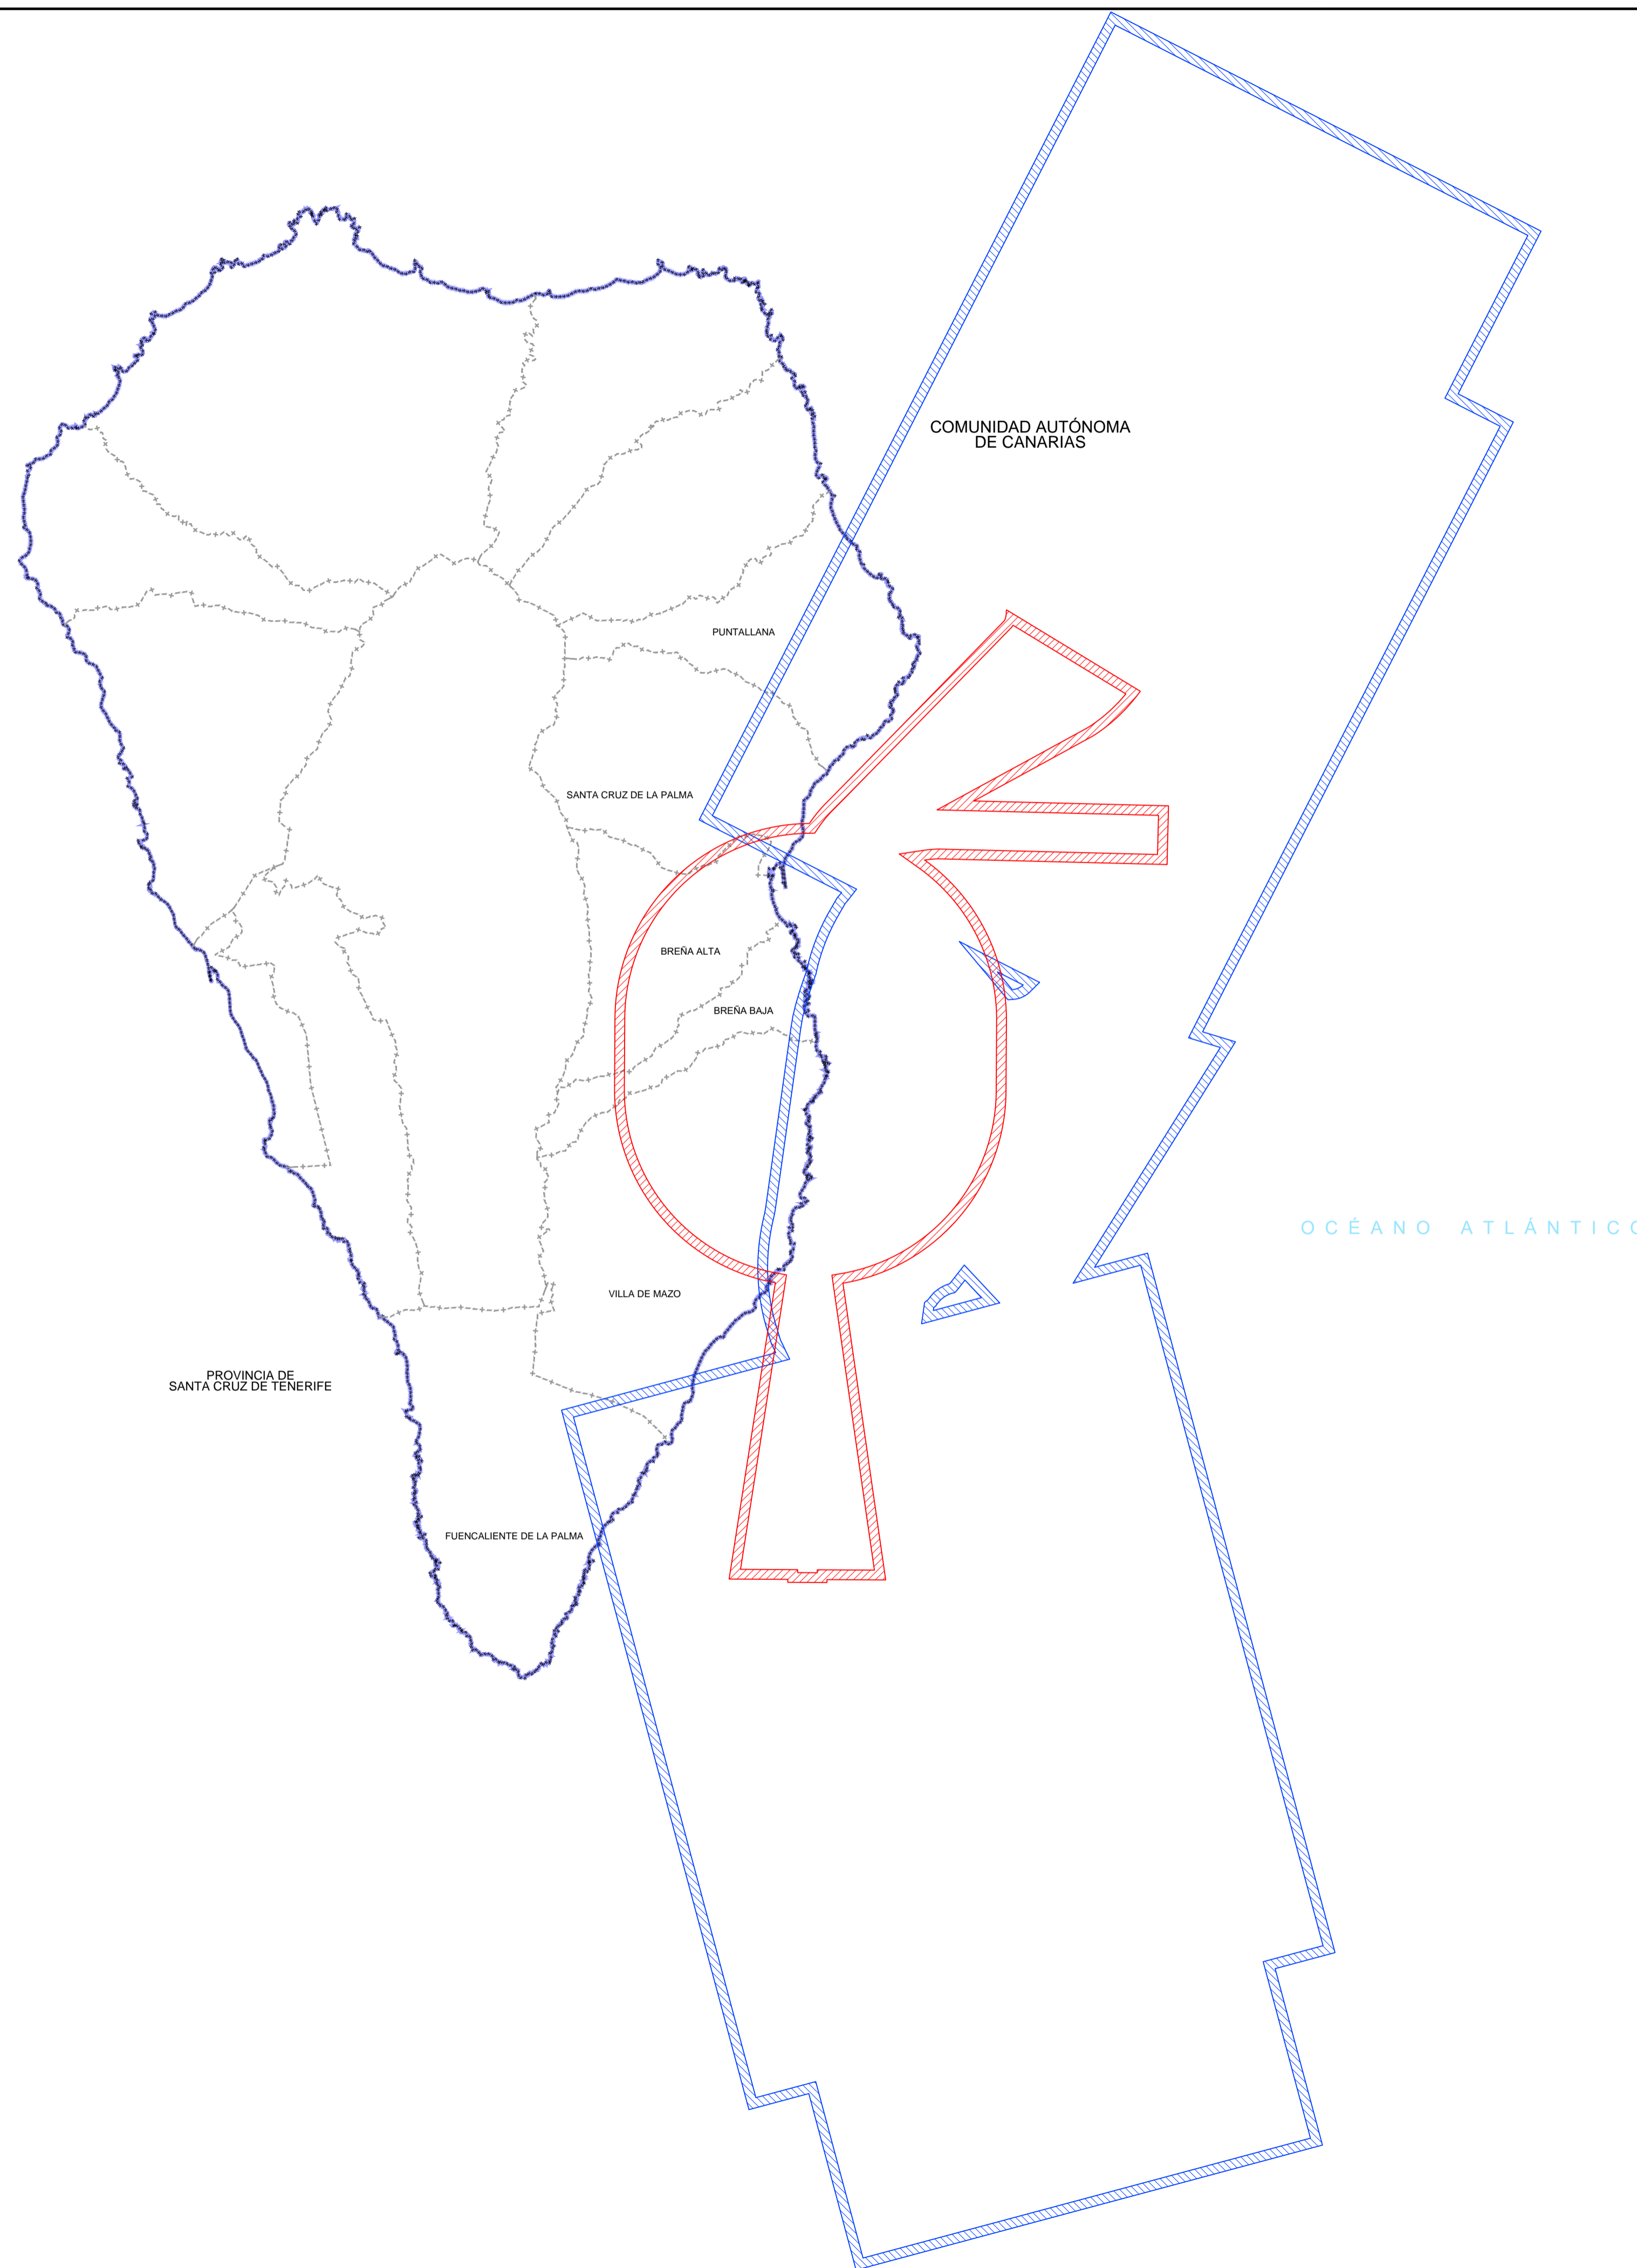 COMUNIDAD AUTÓNOMA
DE CANARIAS
PUNTALLANA
SANTA CRUZ DE LA PALMA
BREÑA ALTA
BREÑA BAJA
OCÉANO ATLÁNTICO
VILLA DE MAZO
PROVINCIA DE
SANTA CRUZ DE TENERIFE
FUENCALIENTE DE LA PALMA